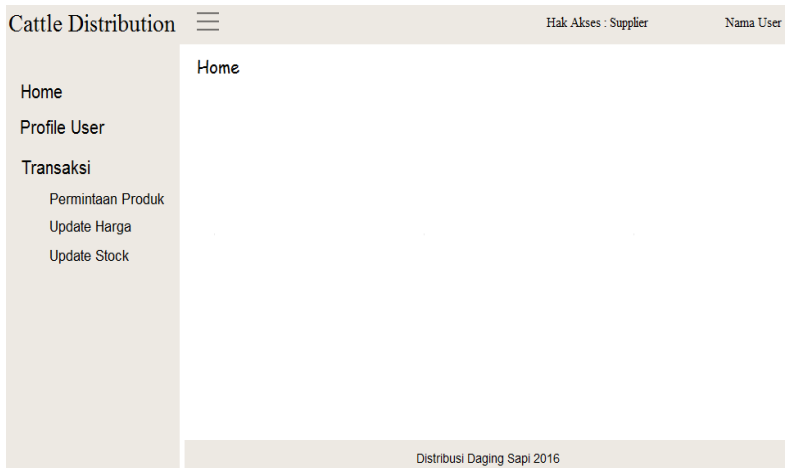 Cattle Distribution
Hak Akses : Supplier
Nama User
Home
Home
Profile User
Transaksi
Permintaan Produk
Update Harga
Update Stock
Distribusi Daging Sapi 2016